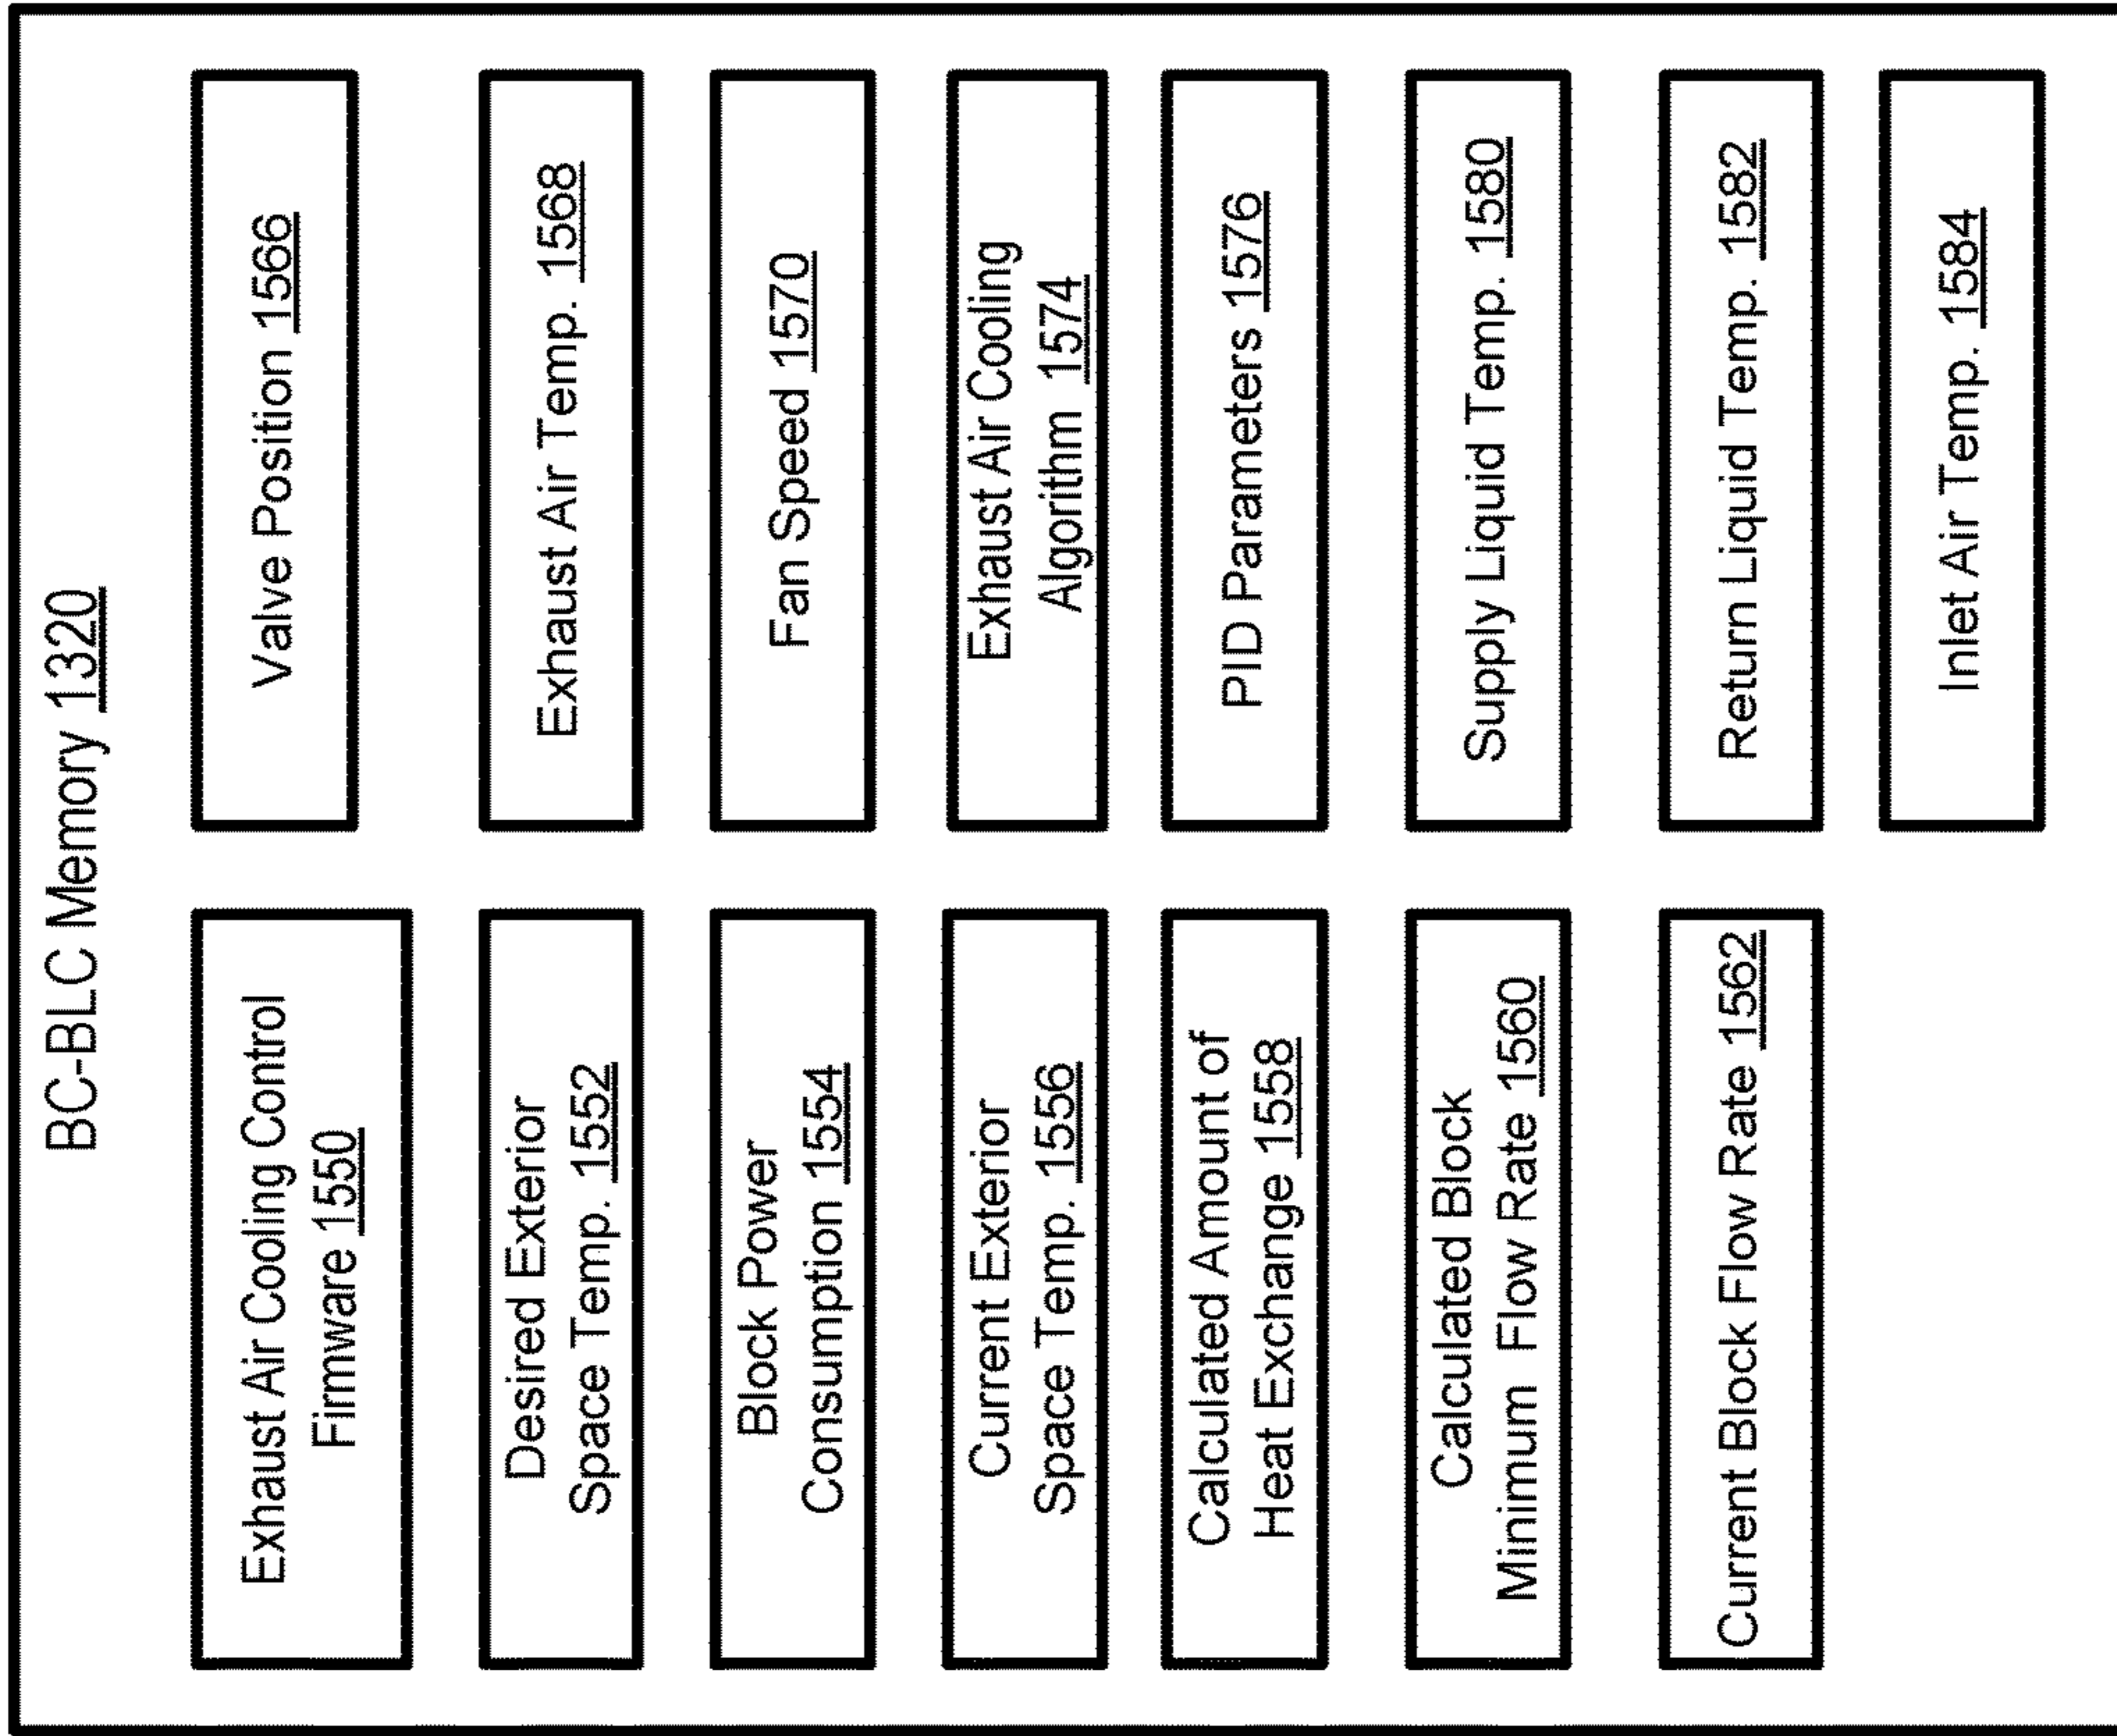 BC-BLC Memory 1320
Exhaust Air Cooling Control
Firmware 1550
Desired Exterior
Space Temp. 1552
Block Power
Consumption 1554
Current Exterior
Space Temp. 1556
Calculated Amount of
Heat Exchange 1558
Calculated Block
Minimum Flow Rate 1560
Current Block Flow Rate 1562
Valve Position 1566
Exhaust Air Temp. 1568
Fan Speed 1570
Exhaust Air Cooling
Algorithm 1574
PID Parameters 1576
Supply Liquid Temp. 1580
Return Liquid Temp. 1582
Inlet Air Temp. 1584